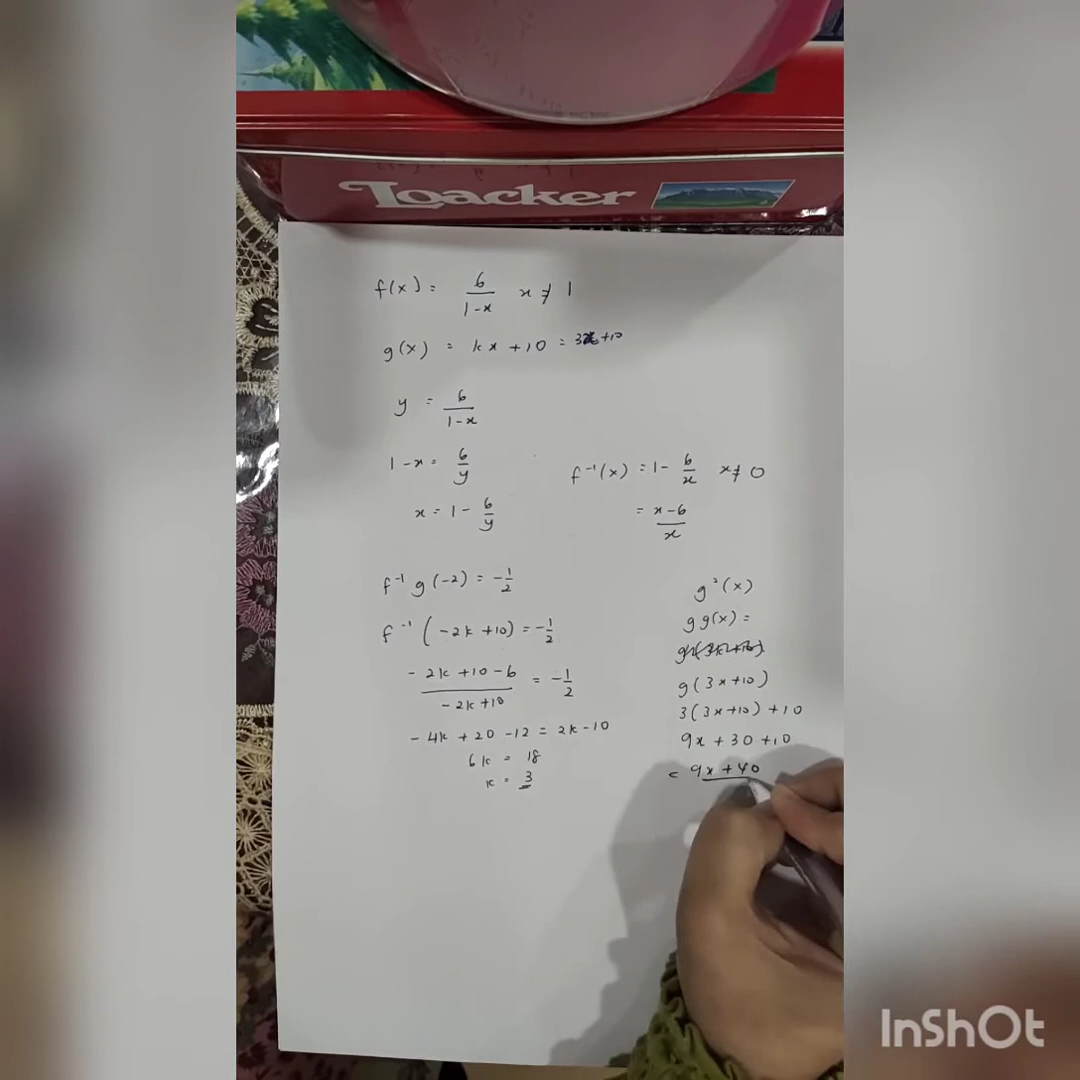 Loacker
f(x) = 6/(1-x) x ≠ 1
g(x) = kx + 10 = 3x + 10
y = 6/(1-x)
1-x = 6/y
x = 1 - 6/y
f⁻¹(x) = 1 - 6/x x ≠ 0
= (x-6)/x
f⁻¹g(-2) = -1/2
f⁻¹(-2k+10) = -1/2
(-2k+10-6)/(-2k+10) = -1/2
-4k+20-12 = 2k-10
6k = 18
k = 3
g²(x)
gg(x) =
g(3x+10)
3(3x+10)+10
9x+30+10
= 9x+40
InShOt